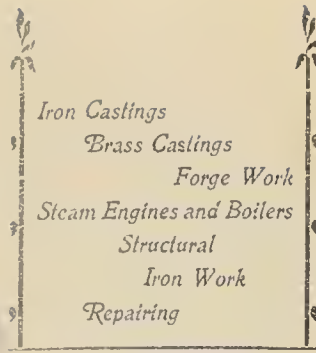 Iron Castings
Brass Castings
Forge Work
Steam Engines and Boilers
Structural
Iron Work
Repairing